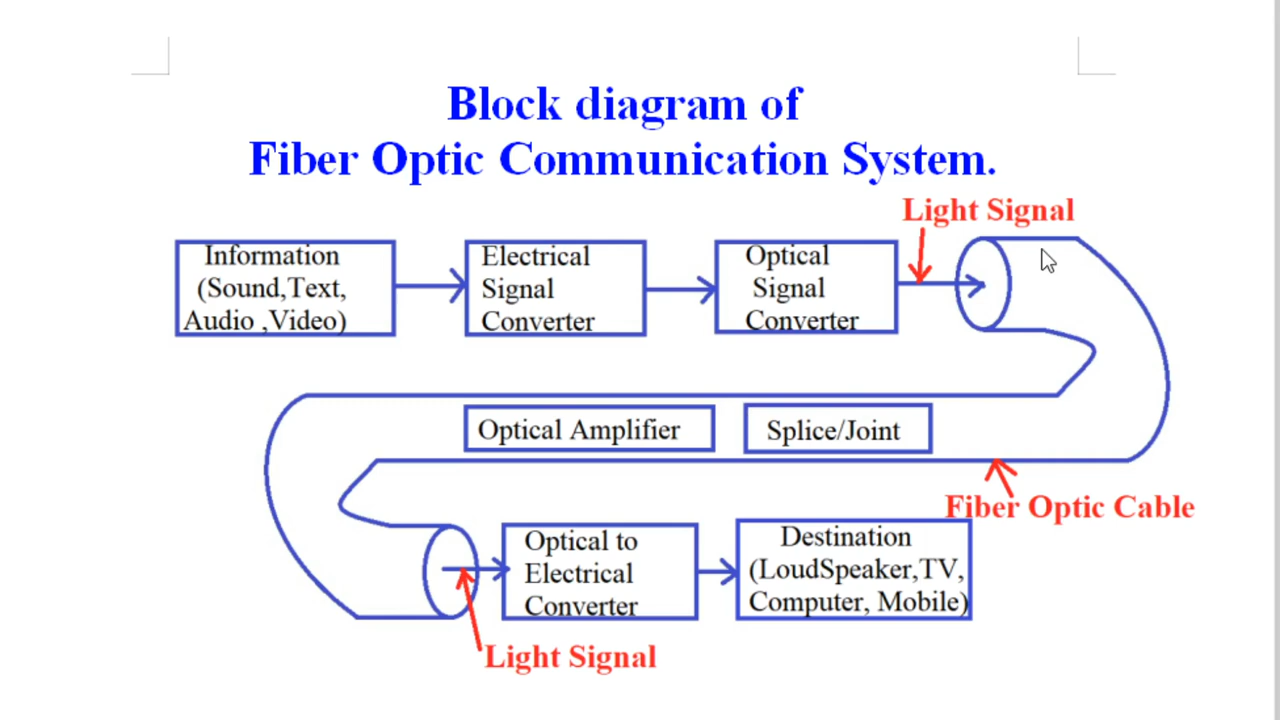 Block diagram of
Fiber Optic Communication System.
Light Signal
Information
(Sound,Text,
Audio ,Video)
Electrical
Signal
Converter
Optical
Signal
Converter
Optical Amplifier
Splice/Joint
Fiber Optic Cable
Optical to
Electrical
Converter
Destination
(LoudSpeaker,TV,
Computer, Mobile)
Light Signal